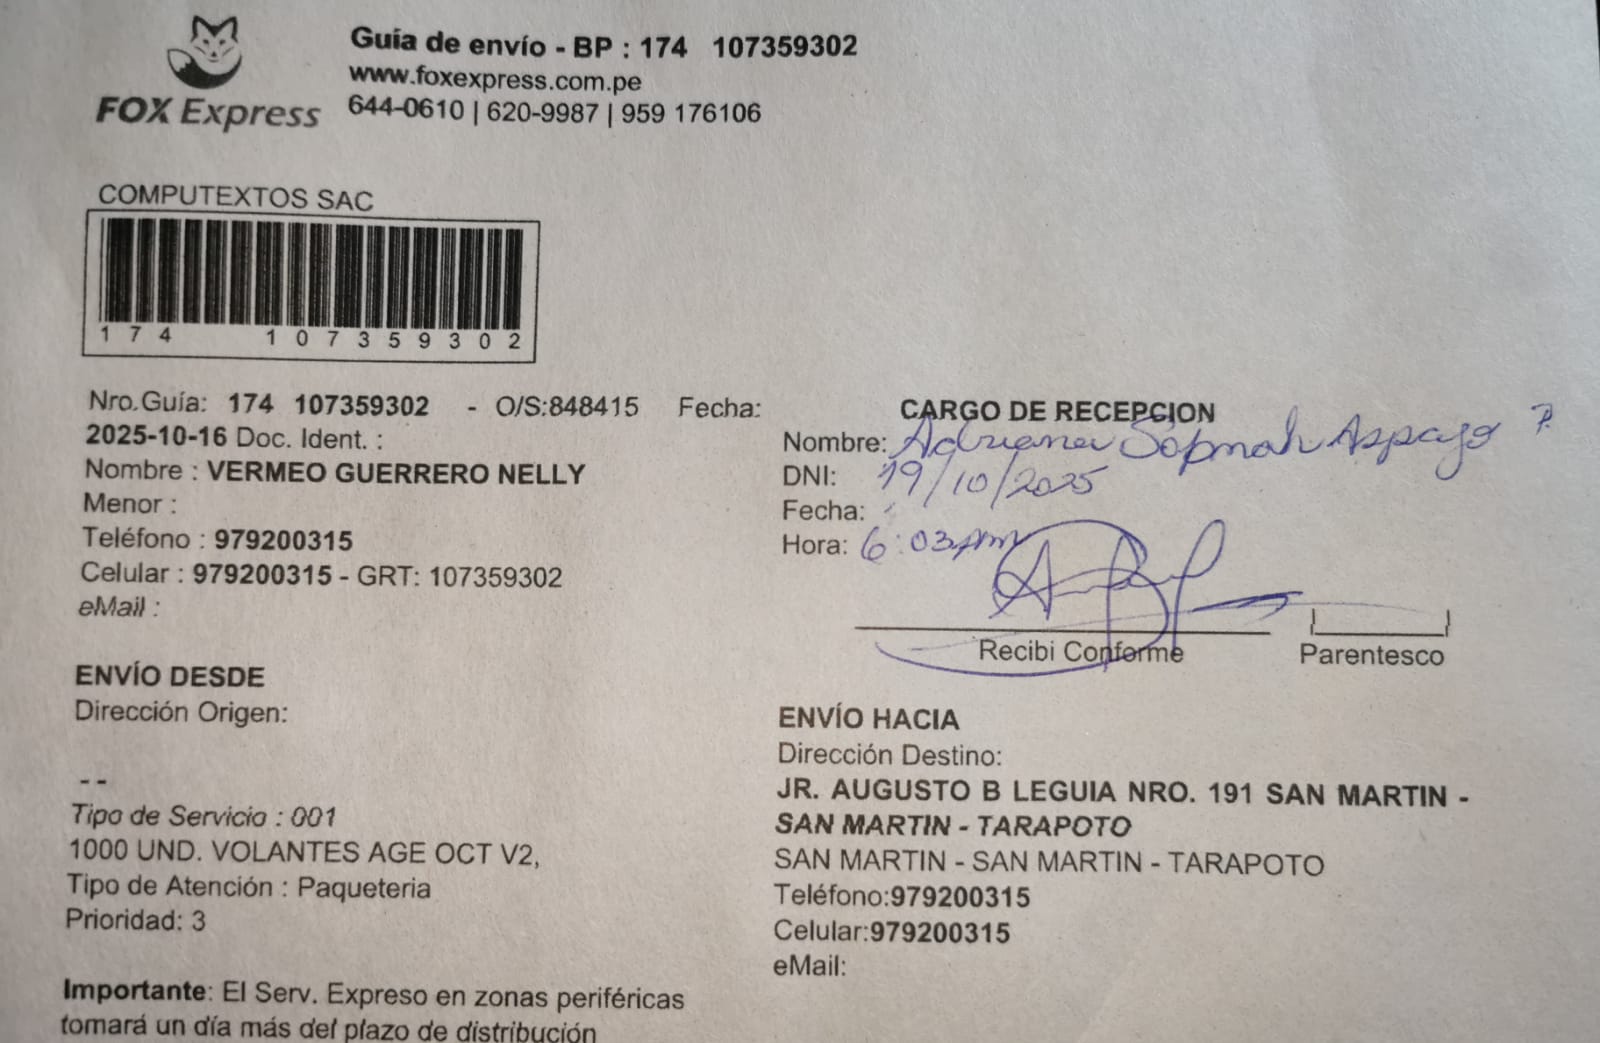 Guía de envío - BP : 174 107359302
www.foxexpress.com.pe
644-0610 | 620-9987 | 959 176106
FOX Express
COMPUTEXTOS SAC
174 107359302
Nro.Guía: 174 107359302 - O/S:848415 Fecha:
2025-10-16 Doc. Ident. :
Nombre : VERMEO GUERRERO NELLY
Menor :
Teléfono : 979200315
Celular : 979200315 - GRT: 107359302
eMail :
CARGO DE RECEPCION
Nombre: Adriana
DNI: 19/10/2025
Fecha:
Hora: 6:03 Am
Recibi Conforme
Parentesco
ENVÍO DESDE
Dirección Origen:
- -
Tipo de Servicio : 001
1000 UND. VOLANTES AGE OCT V2,
Tipo de Atención : Paqueteria
Prioridad: 3
ENVÍO HACIA
Dirección Destino:
JR. AUGUSTO B LEGUIA NRO. 191 SAN MARTIN -
SAN MARTIN - TARAPOTO
SAN MARTIN - SAN MARTIN - TARAPOTO
Teléfono:979200315
Celular:979200315
eMail:
Importante: El Serv. Expreso en zonas periféricas
tomará un día más del plazo de distribución